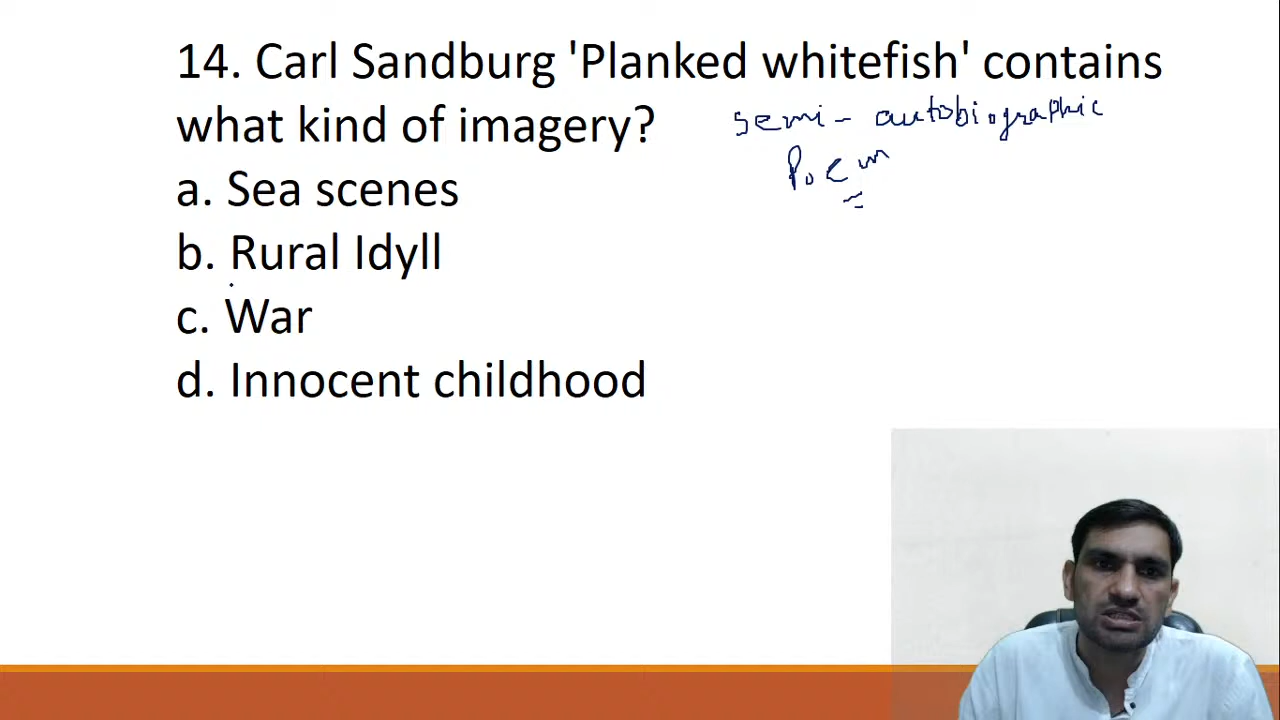 14. Carl Sandburg 'Planked whitefish' contains
what kind of imagery?
semi - autobiographic
Poem
a. Sea scenes
b. Rural Idyll
c. War
d. Innocent childhood